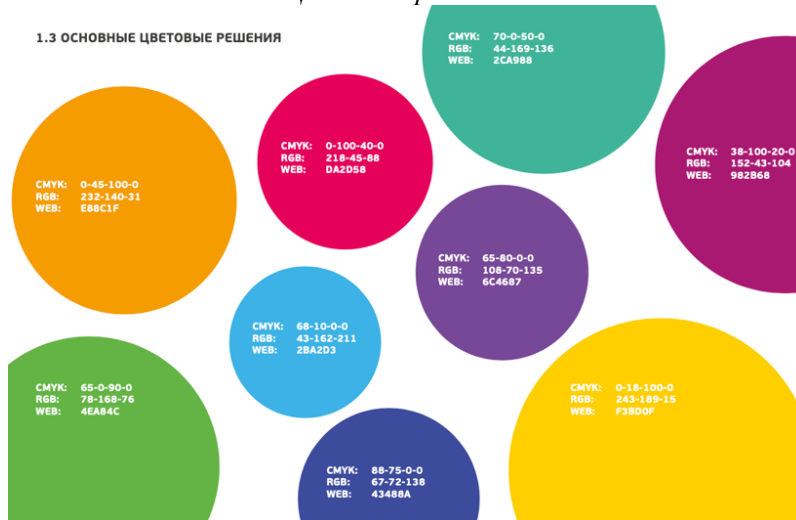 1.3 ОСНОВНЫЕ ЦВЕТОВЫЕ РЕШЕНИЯ
CMYK: 70-0-50-0
RGB: 44-169-136
WEB: 2CA988
CMYK: 0-100-40-0
RGB: 218-45-88
WEB: DA2D58
CMYK: 38-100-20-0
RGB: 152-43-104
WEB: 982B68
CMYK: 0-45-100-0
RGB: 232-140-31
WEB: E88C1F
CMYK: 65-80-0-0
RGB: 108-70-135
WEB: 6C4687
CMYK: 68-10-0-0
RGB: 43-162-211
WEB: 2BA2D3
CMYK: 65-0-90-0
RGB: 78-168-76
WEB: 4EA84C
CMYK: 0-18-100-0
RGB: 243-189-15
WEB: F3BD0F
CMYK: 88-75-0-0
RGB: 67-72-138
WEB: 43488A